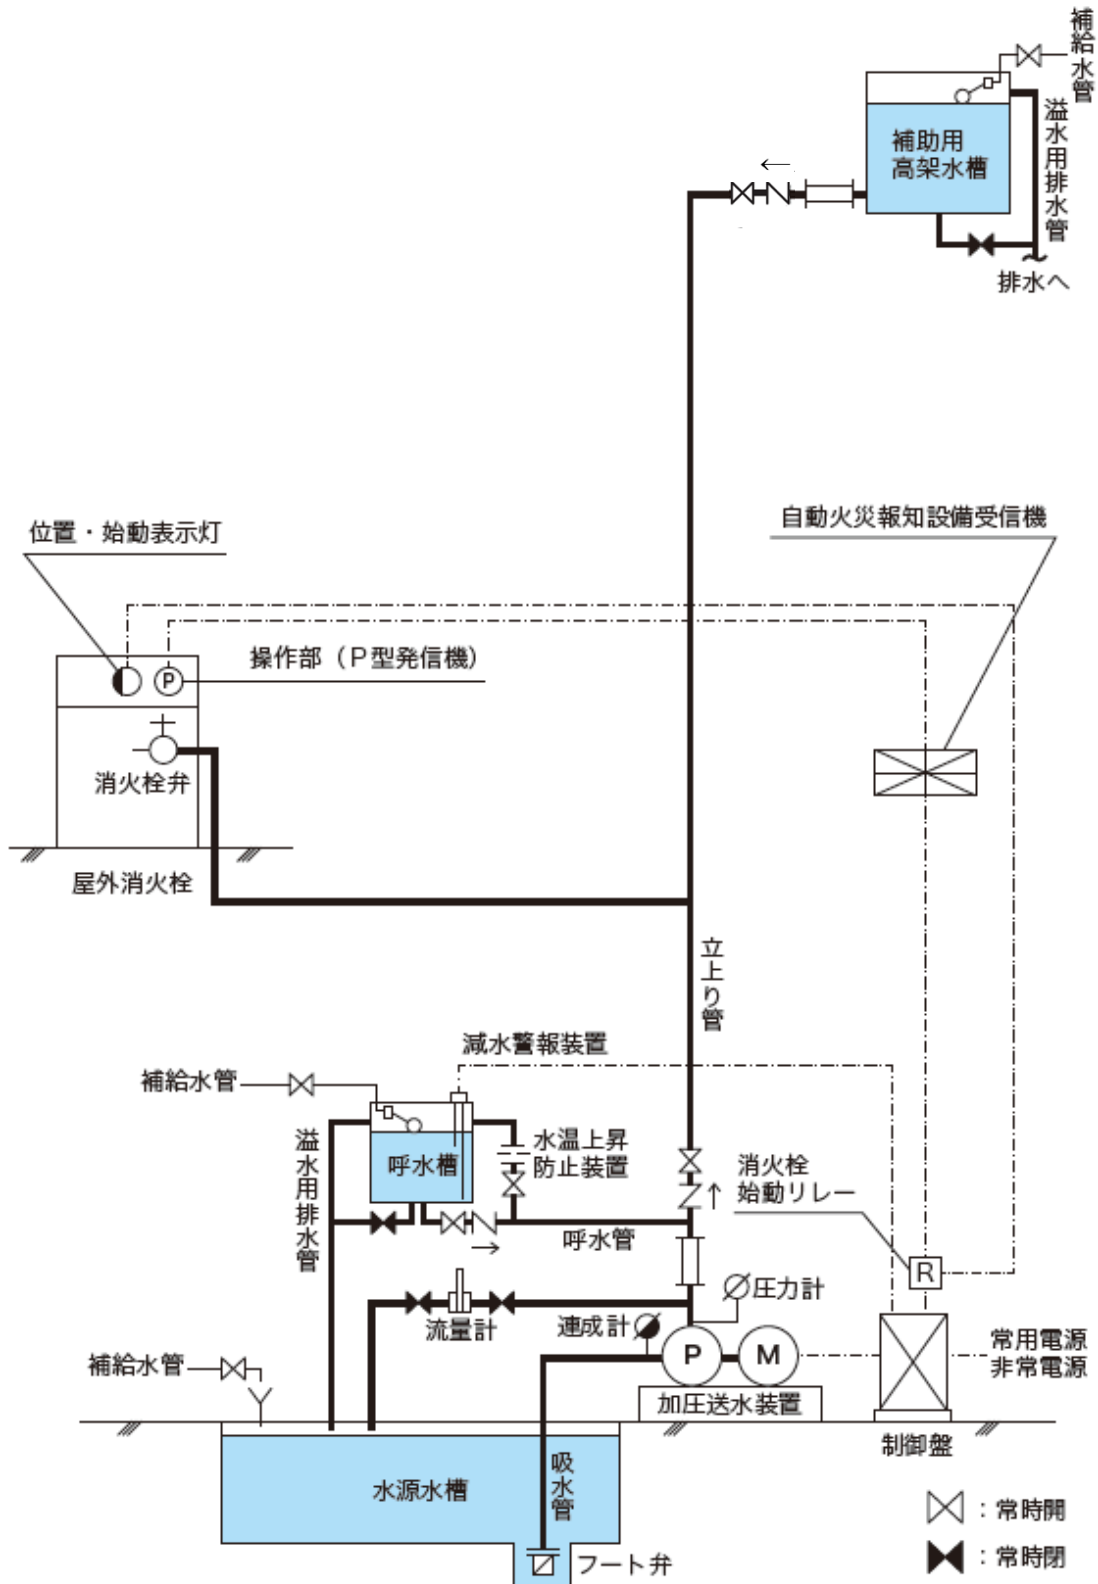 補給水管
溢水用排水管
補助用
高架水槽
排水へ
位置・始動表示灯
自動火災報知設備受信機
操作部（P型発信機）
P
消火栓弁
屋外消火栓
立上り管
減水警報装置
補給水管
溢水用排水管
呼水槽
水温上昇
防止装置
消火栓
始動リレー
呼水管
R
圧力計
流量計
連成計
P
M
常用電源
非常電源
補給水管
加圧送水装置
制御盤
水源水槽
吸水管
フート弁
：常時開
：常時閉